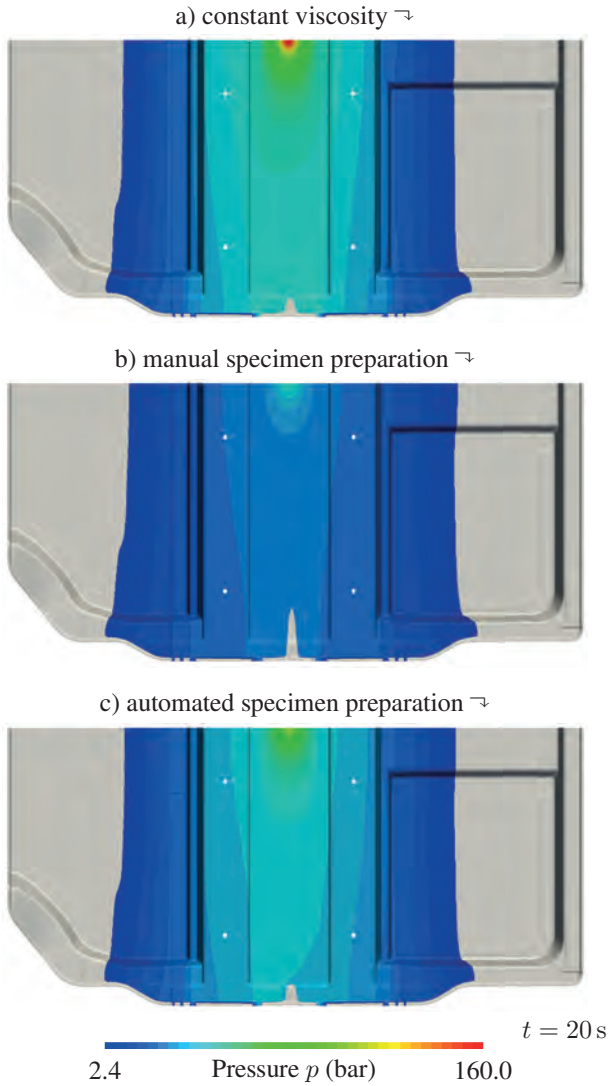 a) constant viscosity ↴
b) manual specimen preparation ↴
c) automated specimen preparation ↴
t = 20 s
2.4 Pressure p (bar) 160.0